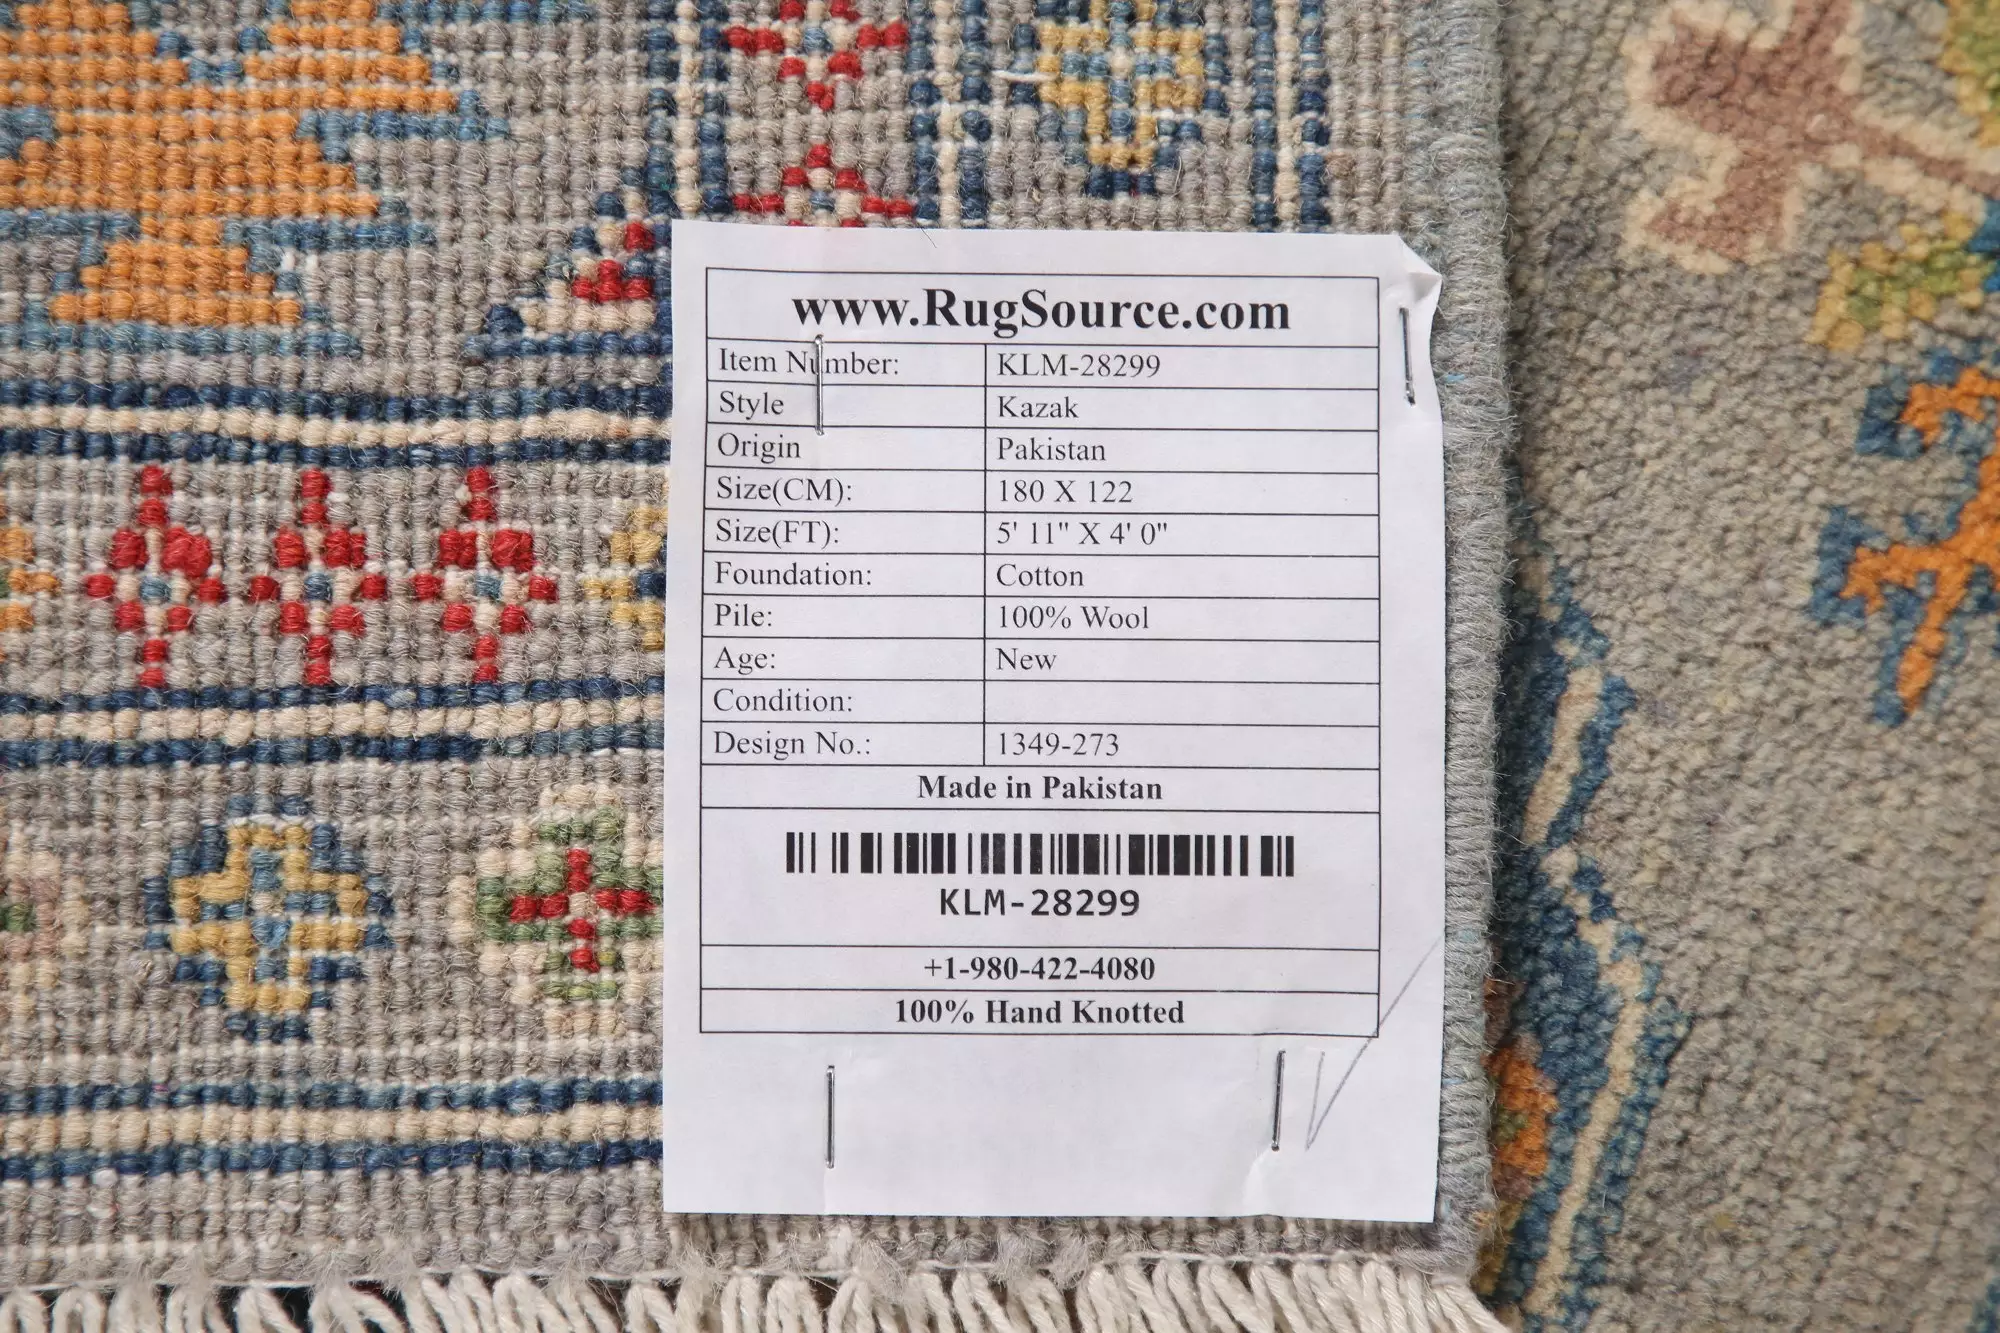 www.RugSource.com
Item Number: KLM-28299
Style Kazak
Origin Pakistan
Size(CM): 180 X 122
Size(FT): 5' 11" X 4' 0"
Foundation: Cotton
Pile: 100% Wool
Age: New
Condition:
Design No.: 1349-273
Made in Pakistan
KLM-28299
+1-980-422-4080
100% Hand Knotted